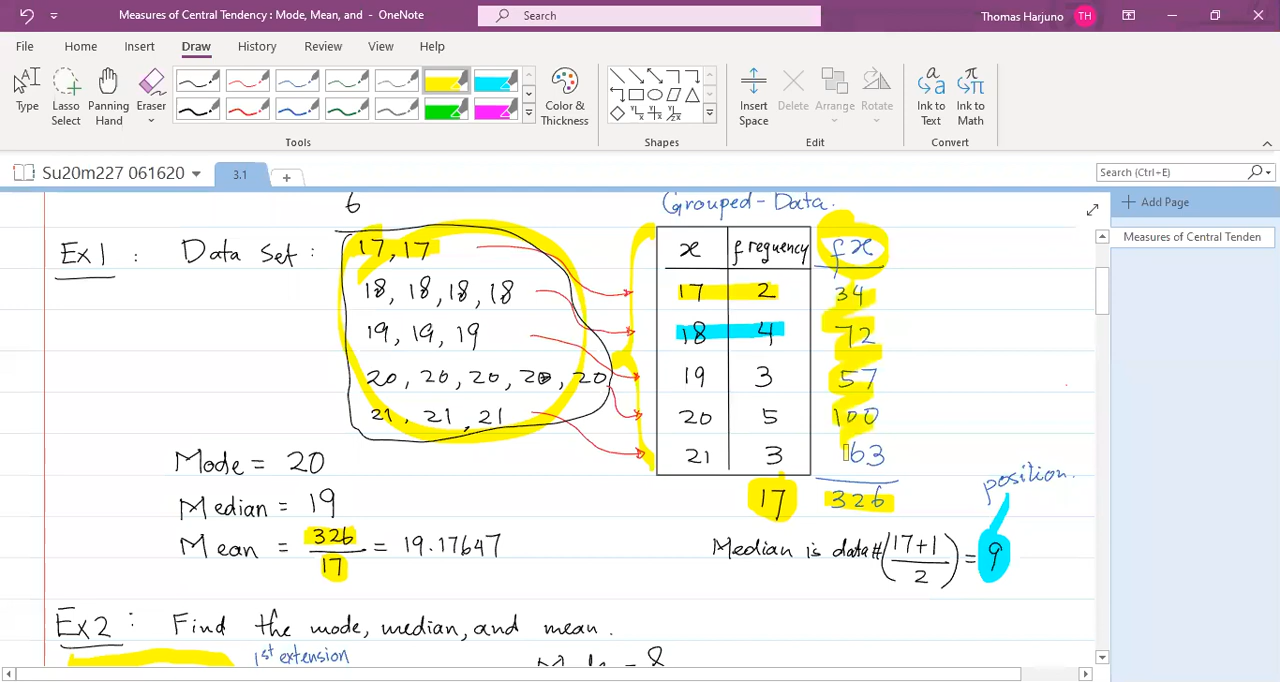 Measures of Central Tendency : Mode, Mean, and - OneNote
Search
Thomas Harjuno TH
File Home Insert Draw History Review View Help
Type
Lasso Select
Panning Hand
Eraser
Color & Thickness
Insert Space
Delete
Arrange
Rotate
Ink to Text
Ink to Math
Tools
Shapes
Edit
Convert
Su20m227 061620
3.1
Search (Ctrl+E)
Add Page
Measures of Central Tenden
6
Grouped-Data.
Ex1 : Data Set :
17, 17
18, 18, 18, 18
19, 19, 19
20, 20, 20, 20, 20
21, 21, 21
x frequency fx
17 2 34
18 4 72
19 3 57
20 5 100
21 3 63
17 326
Mode = 20
Median = 19
Mean = 326/17 = 19.17647
position.
Median is data# (17+1/2) = 9
Ex2 : Find the mode, median, and mean.
1st extension